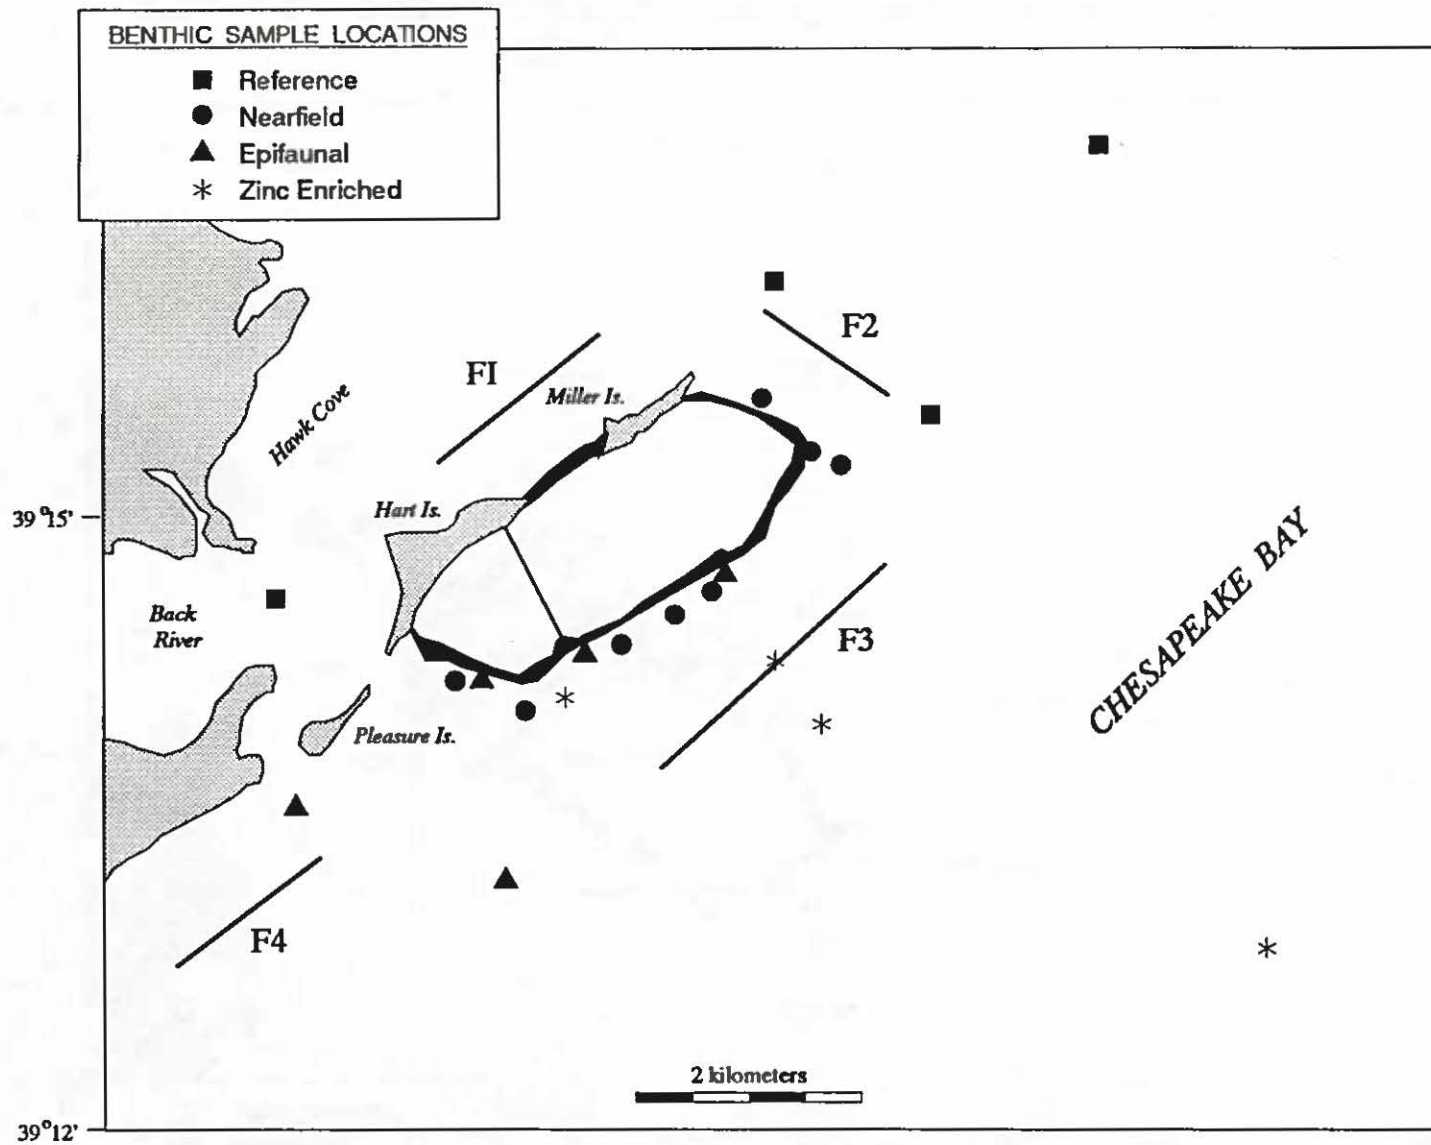 BENTHIC SAMPLE LOCATIONS
Reference
Nearfield
Epifaunal
Zinc Enriched
F2
FI
Miller Is.
Hawk Cove
Hart Is.
39°15'
CHESAPEAKE BAY
Back
River
F3
Pleasure Is.
F4
2 kilometers
39°12'